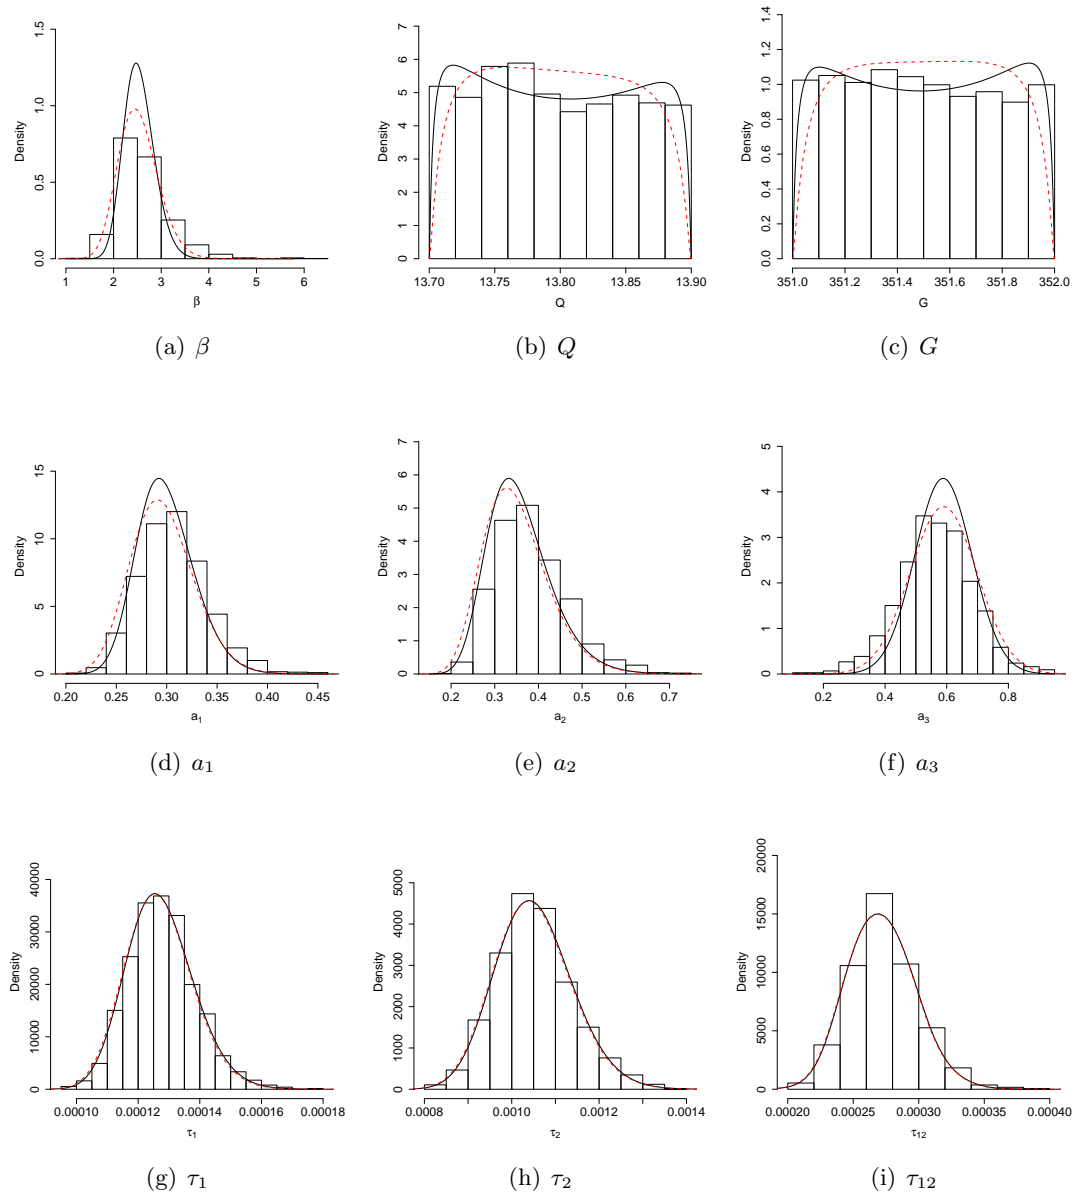 1.5
1.0
0.5
0.0
Density
1 2 3 4 5 6
β
(a) β
7
6
5
4
3
2
1
0
Density
13.70 13.75 13.80 13.85 13.90
Q
(b) Q
1.4
1.2
1.0
0.8
0.6
0.4
0.2
0.0
Density
351.0 351.2 351.4 351.6 351.8 352.0
G
(c) G
15
10
5
0
Density
0.20 0.25 0.30 0.35 0.40 0.45
a₁
(d) a₁
7
6
5
4
3
2
1
0
Density
0.2 0.3 0.4 0.5 0.6 0.7
a₂
(e) a₂
5
4
3
2
1
0
Density
0.2 0.4 0.6 0.8
a₃
(f) a₃
40000
30000
20000
10000
0
Density
0.00010 0.00012 0.00014 0.00016 0.00018
τ₁
(g) τ₁
5000
4000
3000
2000
1000
0
Density
0.0008 0.0010 0.0012 0.0014
τ₂
(h) τ₂
20000
15000
10000
5000
0
Density
0.00020 0.00025 0.00030 0.00035 0.00040
τ₁₂
(i) τ₁₂